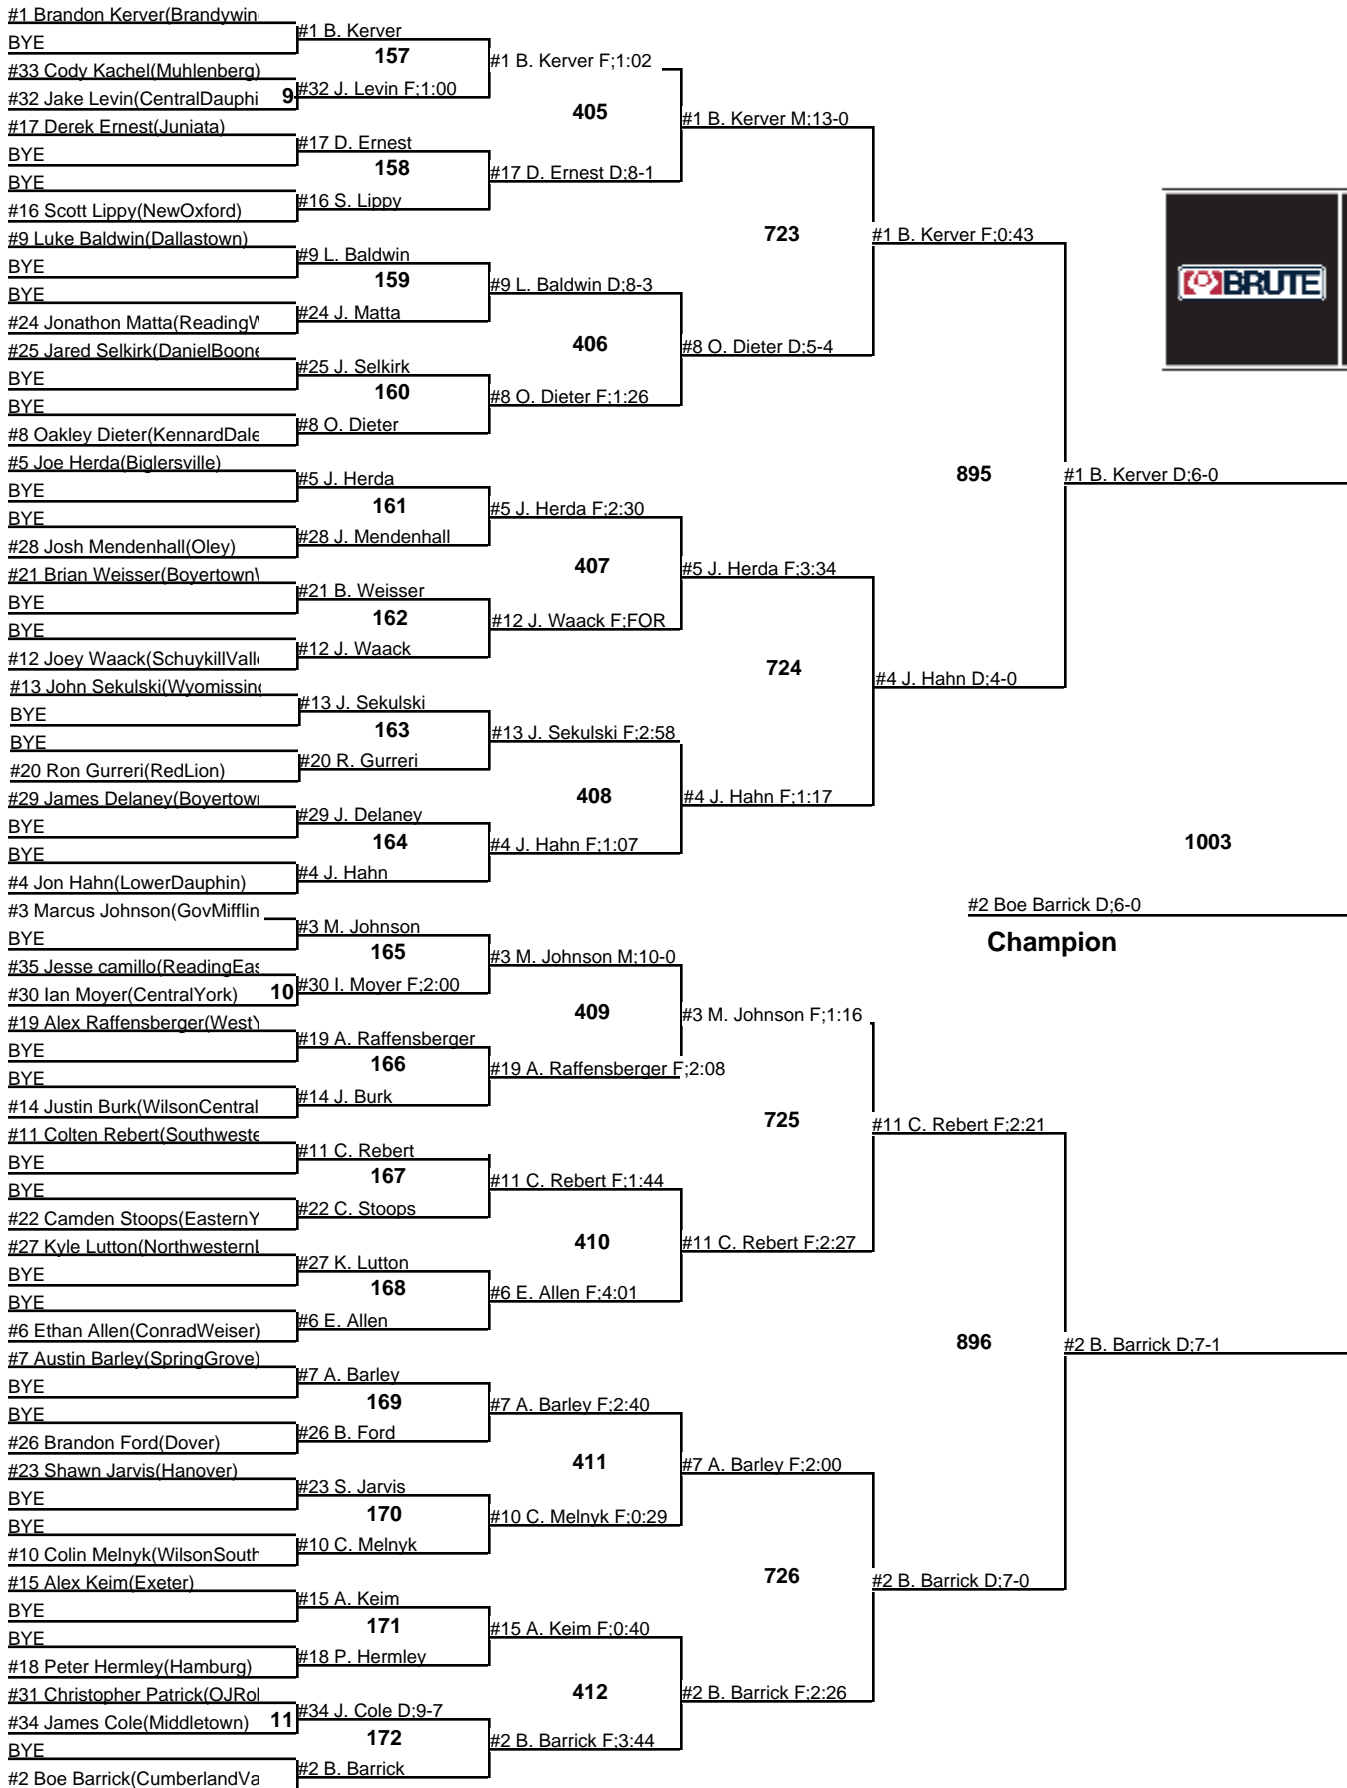 #1 Brandon Kerver(Brandywin
BYE
#33 Cody Kachel(Muhlenberg)
#32 Jake Levin(CentralDauphi 9
#17 Derek Ernest(Juniata)
BYE
BYE
#16 Scott Lippy(NewOxford)
#9 Luke Baldwin(Dallastown)
BYE
BYE
#24 Jonathon Matta(ReadingW
#25 Jared Selkirk(DanielBoone
BYE
BYE
#8 Oakley Dieter(KennardDale
#5 Joe Herda(Biglersville)
BYE
BYE
#28 Josh Mendenhall(Oley)
#21 Brian Weisser(Boyertown\
BYE
BYE
#12 Joey Waack(SchuykillValle
#13 John Sekulski(Wyomissing
BYE
BYE
#20 Ron Gurreri(RedLion)
#29 James Delaney(Boyertown
BYE
BYE
#4 Jon Hahn(LowerDauphin)
#3 Marcus Johnson(GovMifflin
BYE
#35 Jesse camillo(ReadingEas
#30 Ian Moyer(CentralYork) 10
#19 Alex Raffensberger(WestY
BYE
BYE
#14 Justin Burk(WilsonCentral
#11 Colten Rebert(Southweste
BYE
BYE
#22 Camden Stoops(EasternY
#27 Kyle Lutton(NorthwesternL
BYE
BYE
#6 Ethan Allen(ConradWeiser)
#7 Austin Barley(SpringGrove)
BYE
BYE
#26 Brandon Ford(Dover)
#23 Shawn Jarvis(Hanover)
BYE
BYE
#10 Colin Melnyk(WilsonSouth
#15 Alex Keim(Exeter)
BYE
BYE
#18 Peter Hermley(Hamburg)
#31 Christopher Patrick(OJRol
#34 James Cole(Middletown) 11
BYE
#2 Boe Barrick(CumberlandVa
#1 B. Kerver
157
#32 J. Levin F;1:00
#17 D. Ernest
158
#16 S. Lippy
#9 L. Baldwin
159
#24 J. Matta
#25 J. Selkirk
160
#8 O. Dieter
#5 J. Herda
161
#28 J. Mendenhall
#21 B. Weisser
162
#12 J. Waack
#13 J. Sekulski
163
#20 R. Gurreri
#29 J. Delaney
164
#4 J. Hahn
#3 M. Johnson
165
#30 I. Moyer F;2:00
#19 A. Raffensberger
166
#14 J. Burk
#11 C. Rebert
167
#22 C. Stoops
#27 K. Lutton
168
#6 E. Allen
#7 A. Barley
169
#26 B. Ford
#23 S. Jarvis
170
#10 C. Melnyk
#15 A. Keim
171
#18 P. Hermley
#34 J. Cole D;9-7
172
#2 B. Barrick
#1 B. Kerver F;1:02
405
#17 D. Ernest D;8-1
#9 L. Baldwin D;8-3
406
#8 O. Dieter F;1:26
#5 J. Herda F;2:30
407
#12 J. Waack F;FOR
#13 J. Sekulski F;2:58
408
#4 J. Hahn F;1:07
#3 M. Johnson M;10-0
409
#19 A. Raffensberger F;2:08
#11 C. Rebert F;1:44
410
#6 E. Allen F;4:01
#7 A. Barley F;2:40
411
#10 C. Melnyk F;0:29
#15 A. Keim F;0:40
412
#2 B. Barrick F;3:44
#1 B. Kerver M;13-0
723
#8 O. Dieter D;5-4
#5 J. Herda F;3:34
724
#4 J. Hahn F;1:17
#3 M. Johnson F;1:16
725
#11 C. Rebert F;2:27
#7 A. Barley F;2:00
726
#2 B. Barrick F;2:26
#1 B. Kerver F;0:43
895
#4 J. Hahn D;4-0
#11 C. Rebert F;2:21
896
#2 B. Barrick D;7-0
BRUTE
#1 B. Kerver D;6-0
1003
#2 B. Barrick D;7-1
#2 Boe Barrick D;6-0
Champion